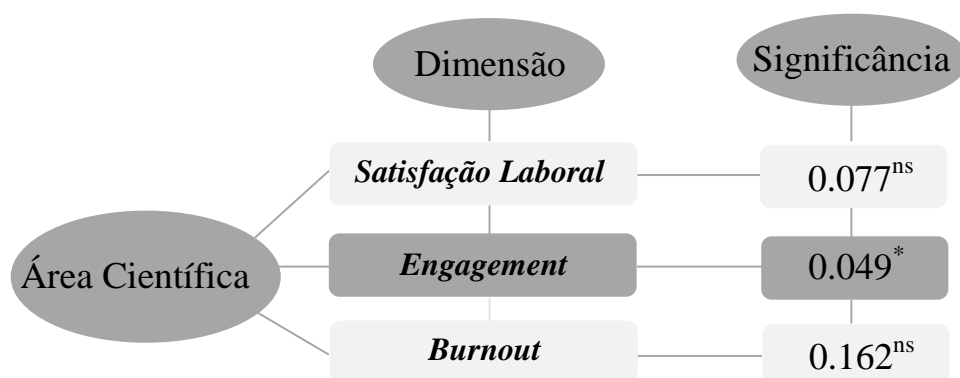 Dimensão
Significância
Satisfação Laboral
0.077ns
Área Científica
Engagement
0.049*
Burnout
0.162ns